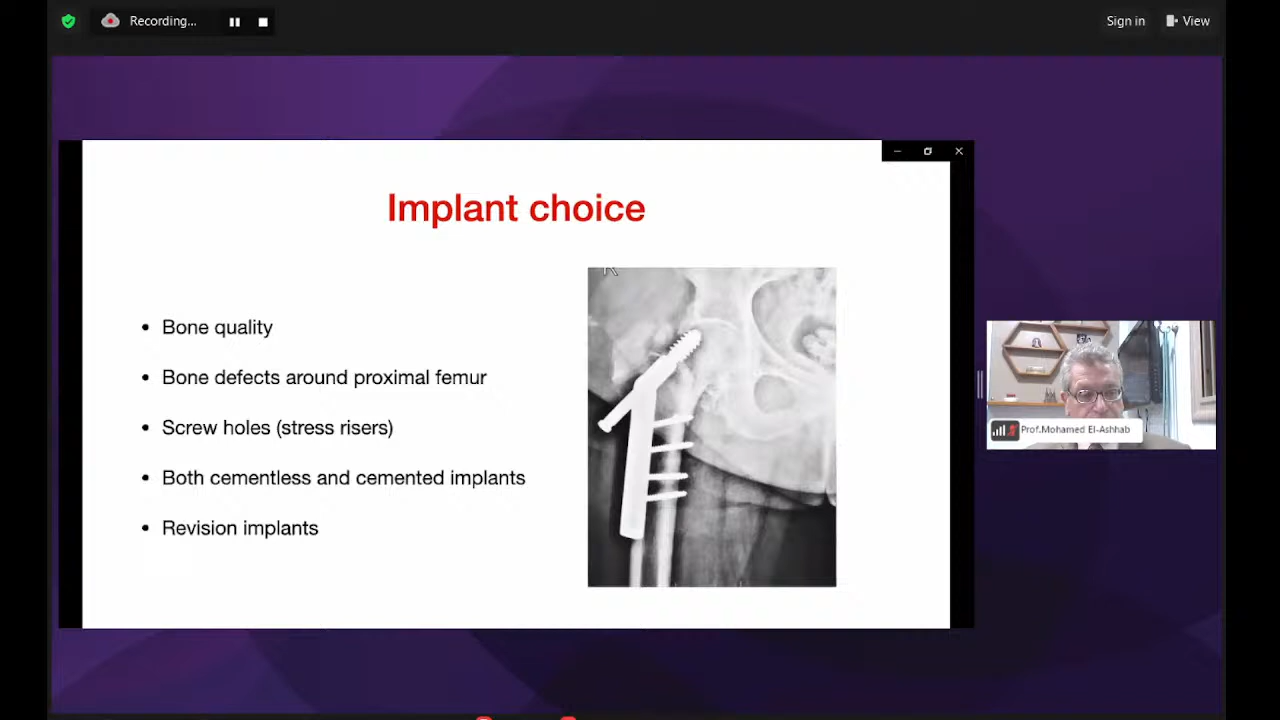 Recording...
Sign in
View
Implant choice
• Bone quality
• Bone defects around proximal femur
• Screw holes (stress risers)
• Both cementless and cemented implants
• Revision implants
R
Prof.Mohamed El-Ashhab